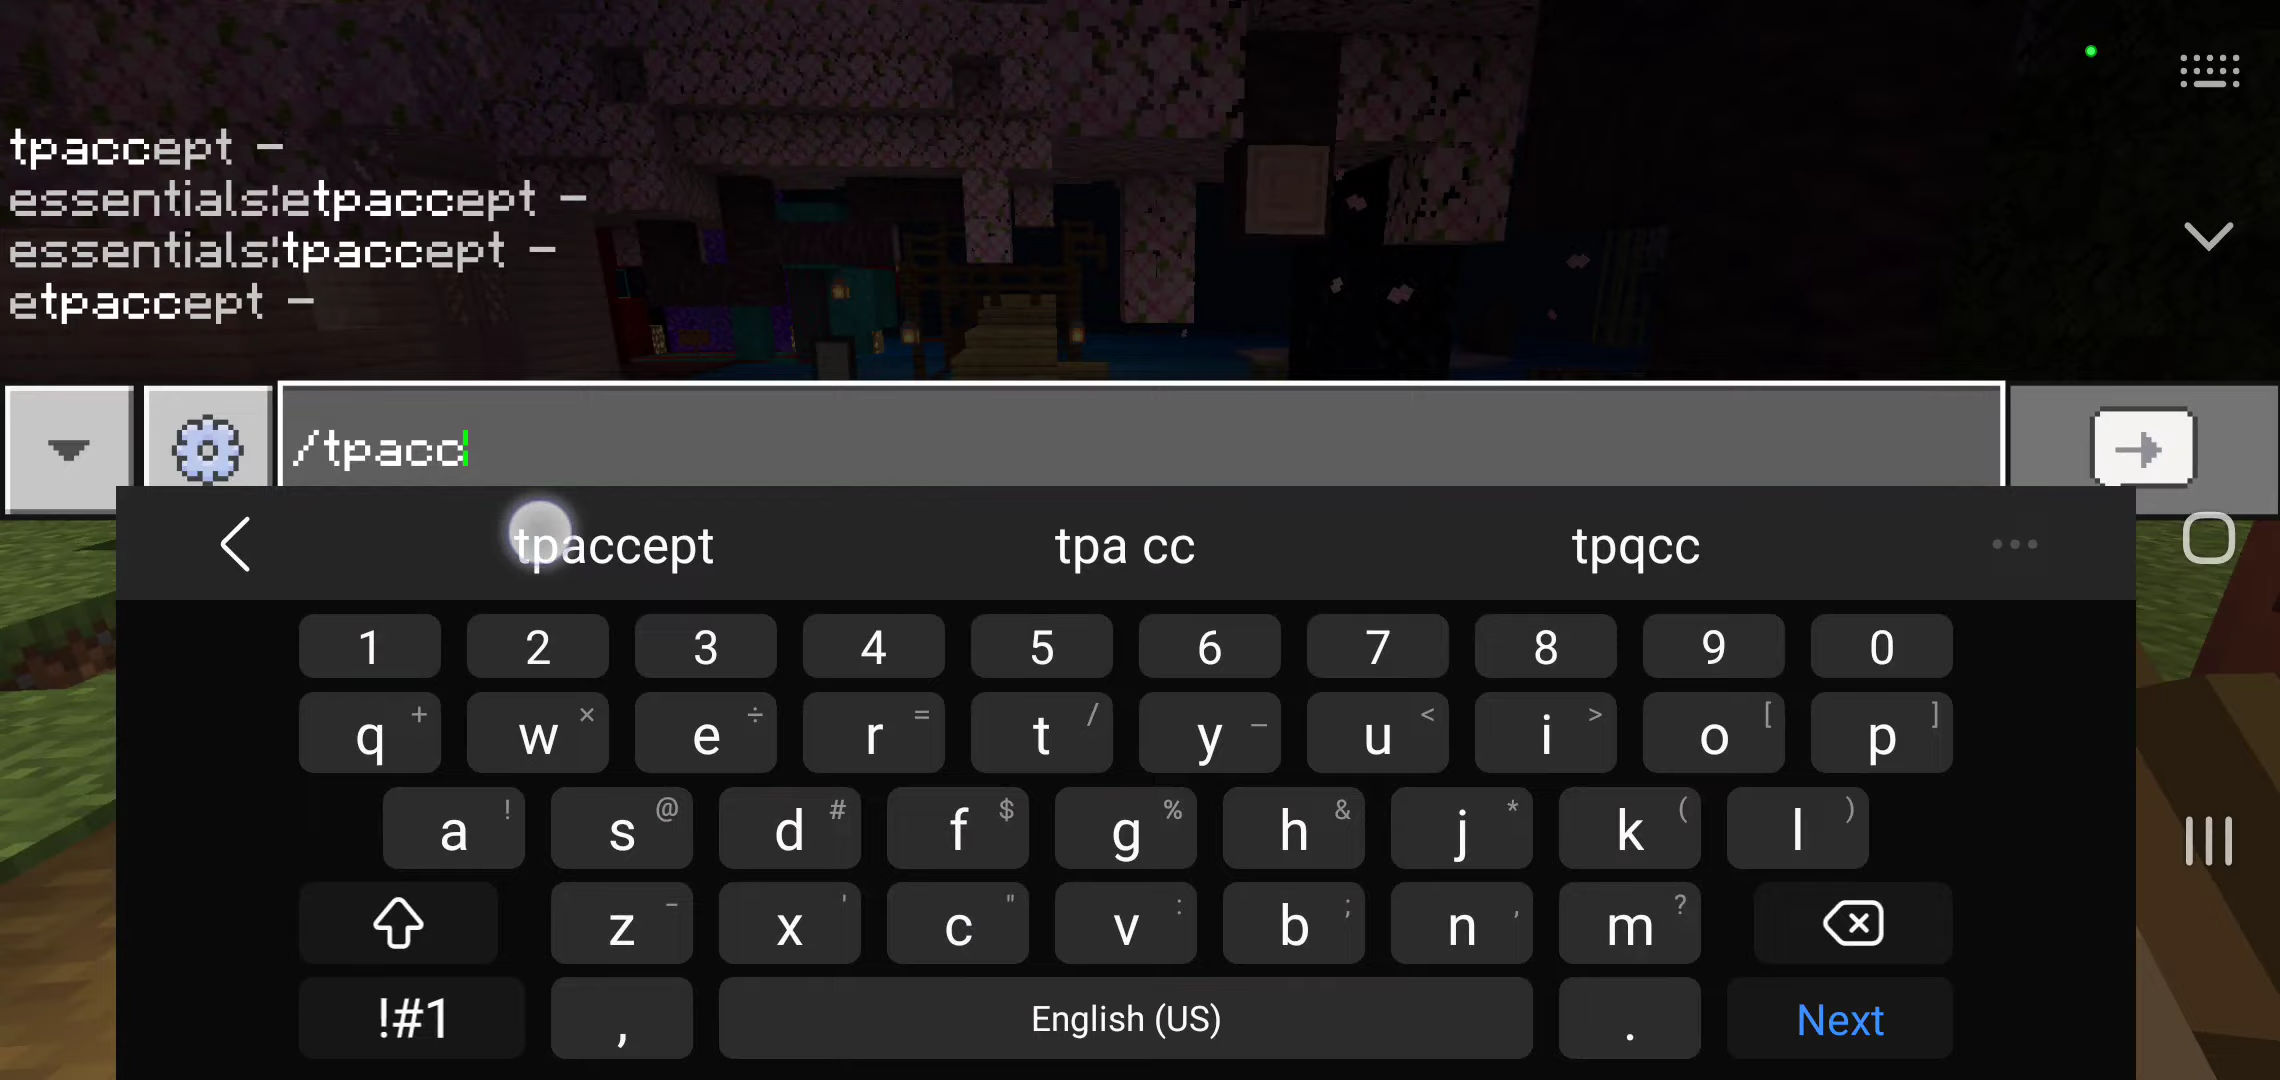 tpaccept –
essentials:etpaccept –
essentials:tpaccept –
etpaccept –
/tpacc
tpaccept tpa cc tpqcc
1 2 3 4 5 6 7 8 9 0
q + w × e ÷ r = t / y _ u < i > o [ p ]
a ! s @ d # f $ g % h & j * k ( l )
z - x ' c " v : b ; n , m ?
!#1 , English (US) . Next